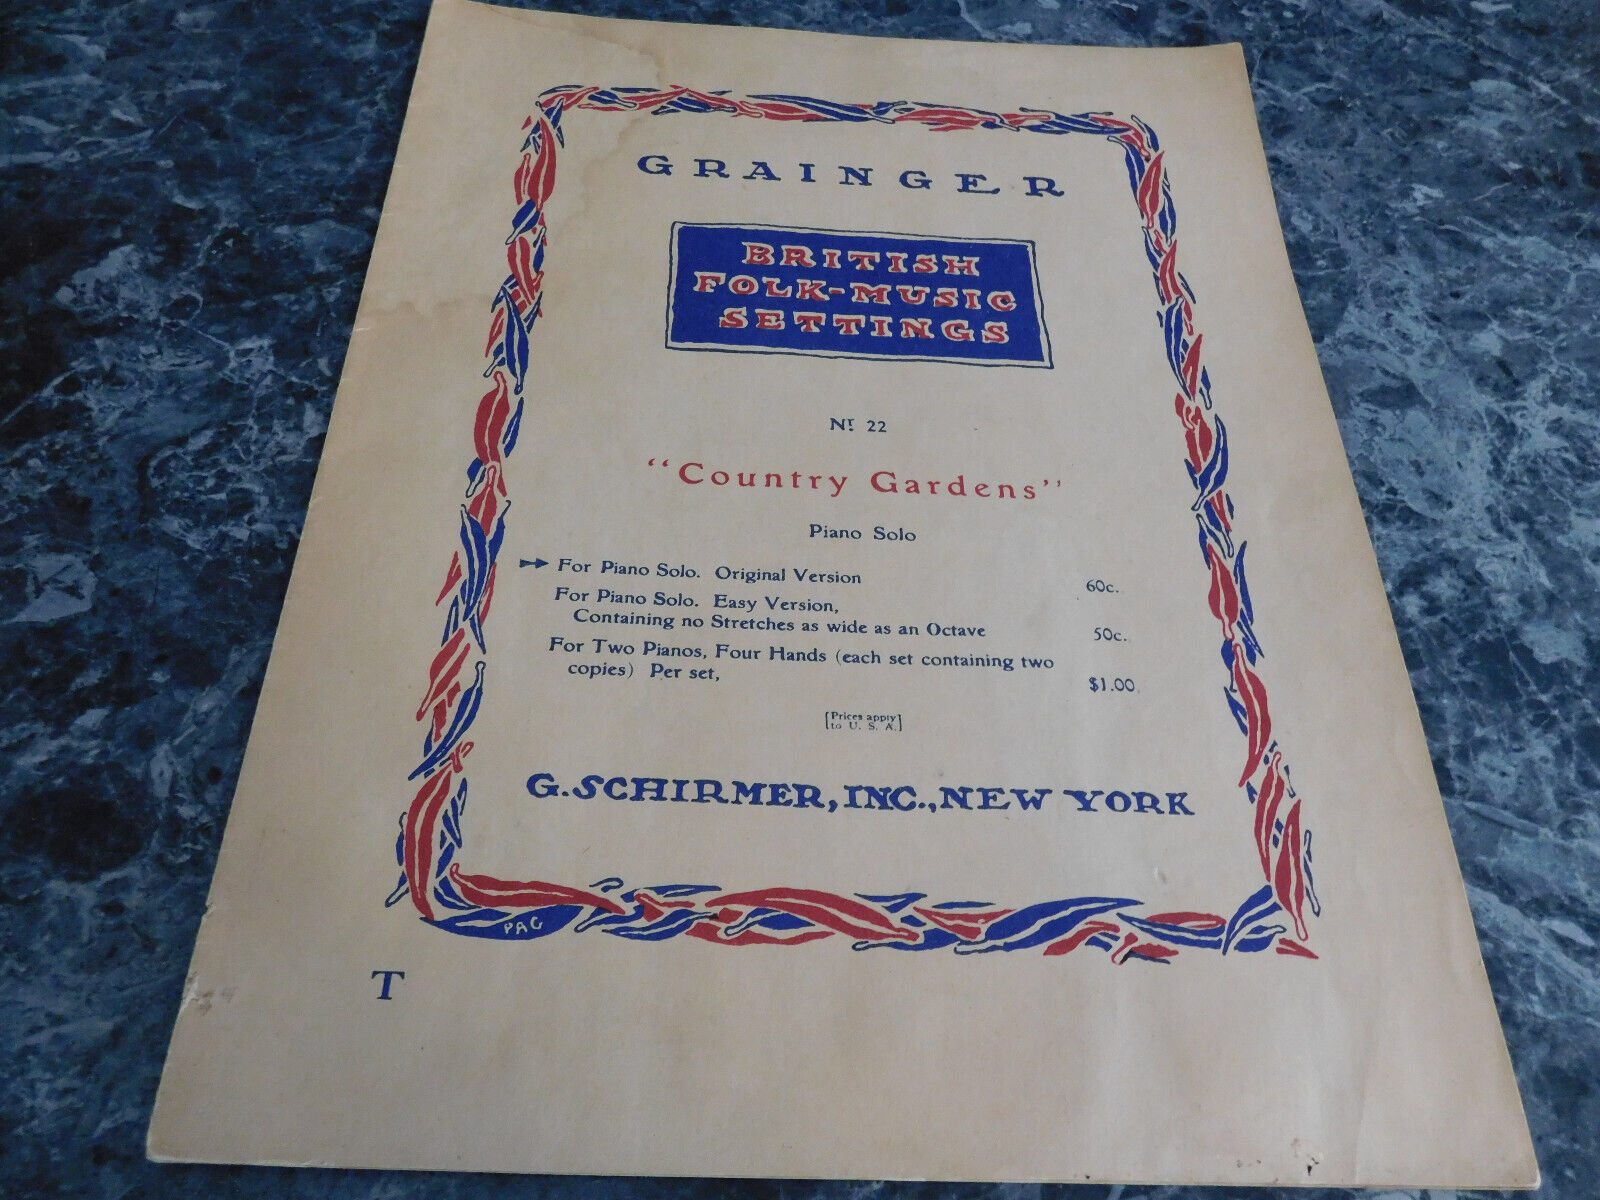 GRAINGER
BRITISH
FOLK-MUSIC
SETTINGS
Nr. 22
"Country Gardens"
Piano Solo
For Piano Solo. Original Version 60c.
For Piano Solo. Easy Version,
Containing no Stretches as wide as an Octave 50c.
For Two Pianos, Four Hands (each set containing two
copies) Per set, $1.00
[Prices apply
to U. S. A.]
G. SCHIRMER, INC., NEW YORK
PAG
T